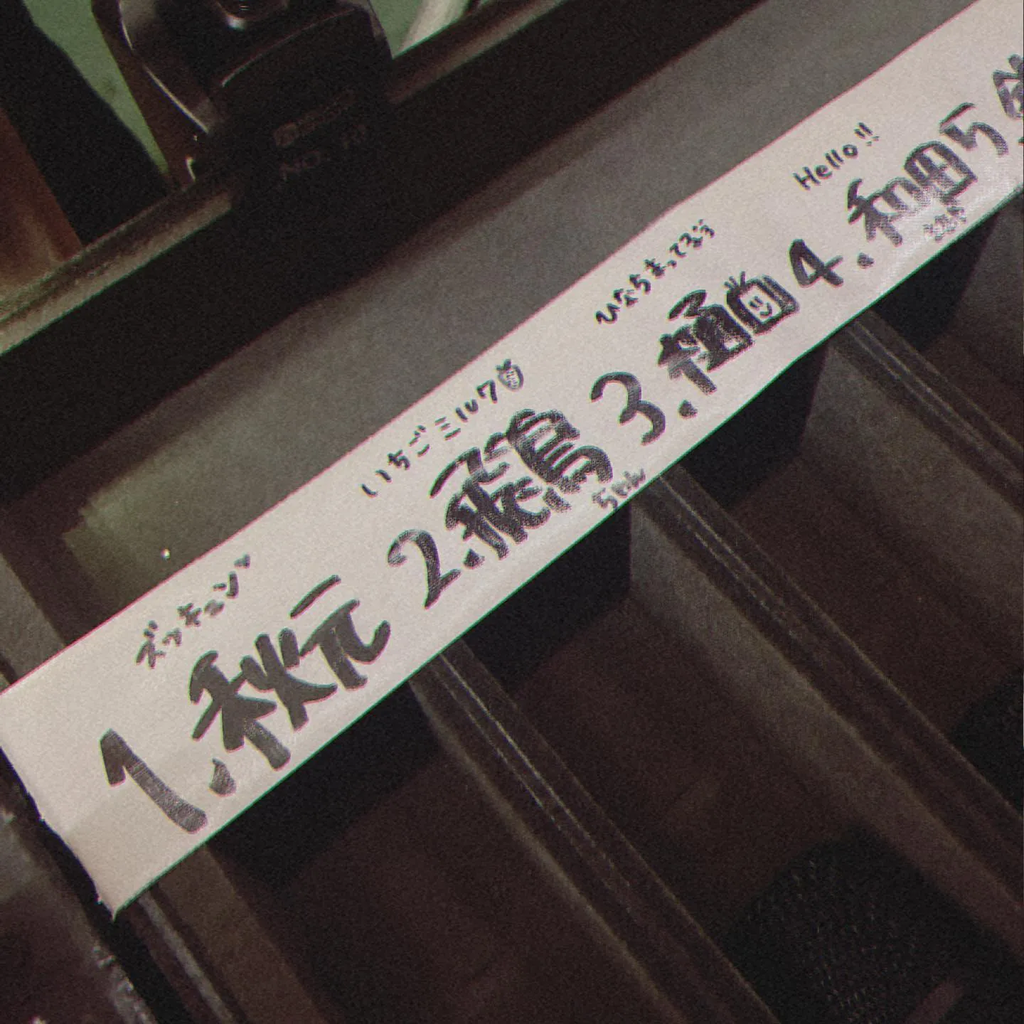 ズッキュン♡
1.秋元
いちごミルク
2.飛鳥
ちゃん
3.樋口
Hello!!
4.和田